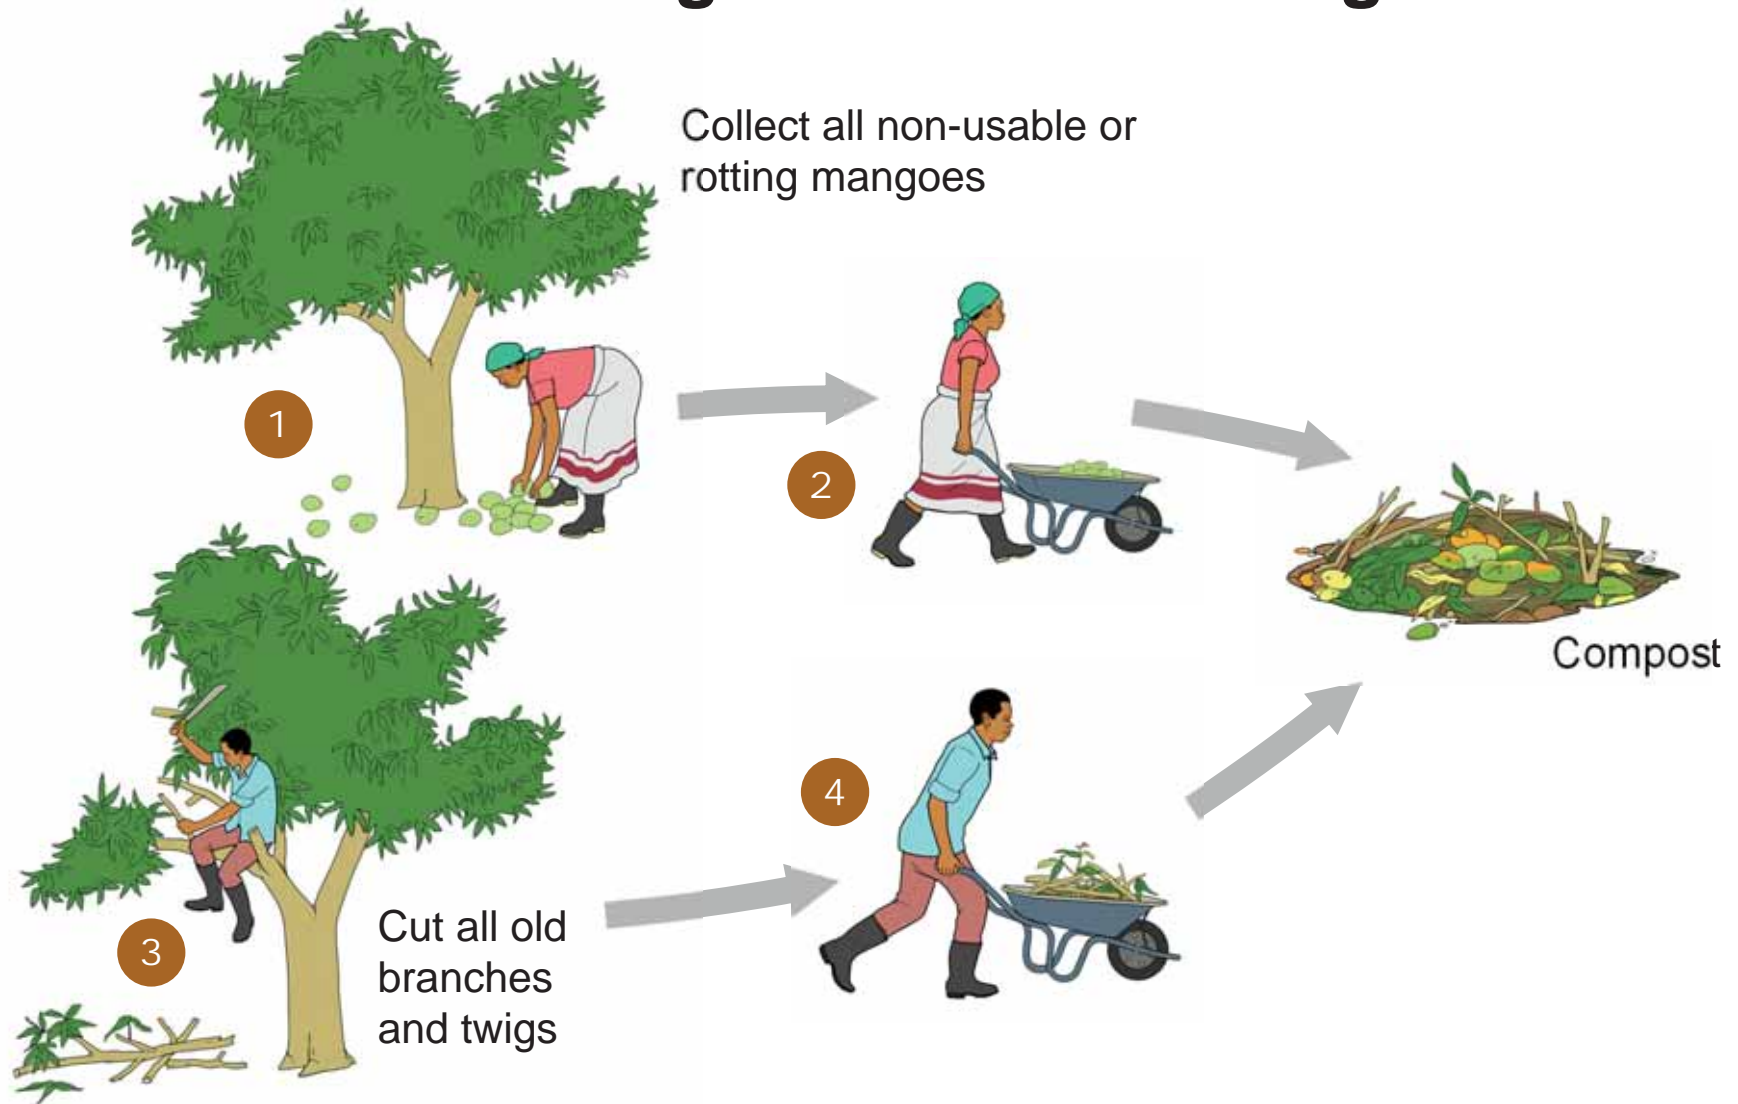 Collect all non-usable or
rotting mangoes
1
2
Compost
4
3
Cut all old
branches
and twigs